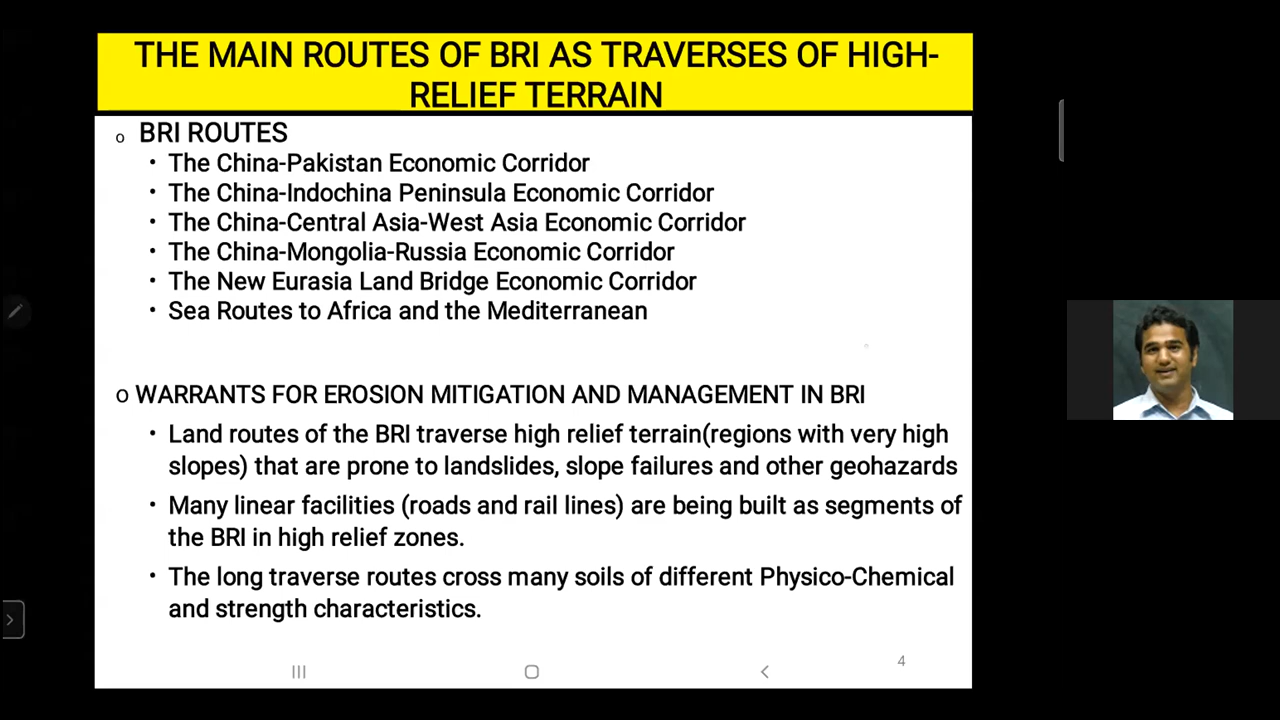 THE MAIN ROUTES OF BRI AS TRAVERSES OF HIGH-
RELIEF TERRAIN
o BRI ROUTES
• The China-Pakistan Economic Corridor
• The China-Indochina Peninsula Economic Corridor
• The China-Central Asia-West Asia Economic Corridor
• The China-Mongolia-Russia Economic Corridor
• The New Eurasia Land Bridge Economic Corridor
• Sea Routes to Africa and the Mediterranean
o WARRANTS FOR EROSION MITIGATION AND MANAGEMENT IN BRI
• Land routes of the BRI traverse high relief terrain(regions with very high
slopes) that are prone to landslides, slope failures and other geohazards
• Many linear facilities (roads and rail lines) are being built as segments of
the BRI in high relief zones.
• The long traverse routes cross many soils of different Physico-Chemical
and strength characteristics.
4